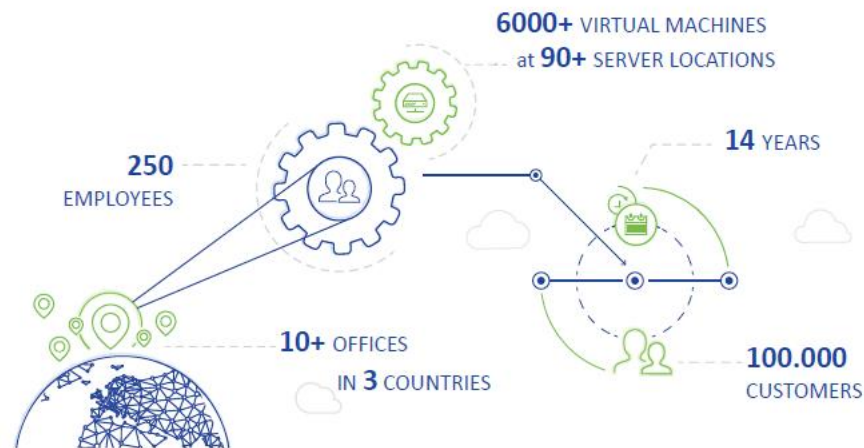 6000+ VIRTUAL MACHINES
at 90+ SERVER LOCATIONS
14 YEARS
250
EMPLOYEES
10+ OFFICES
IN 3 COUNTRIES
100.000
CUSTOMERS